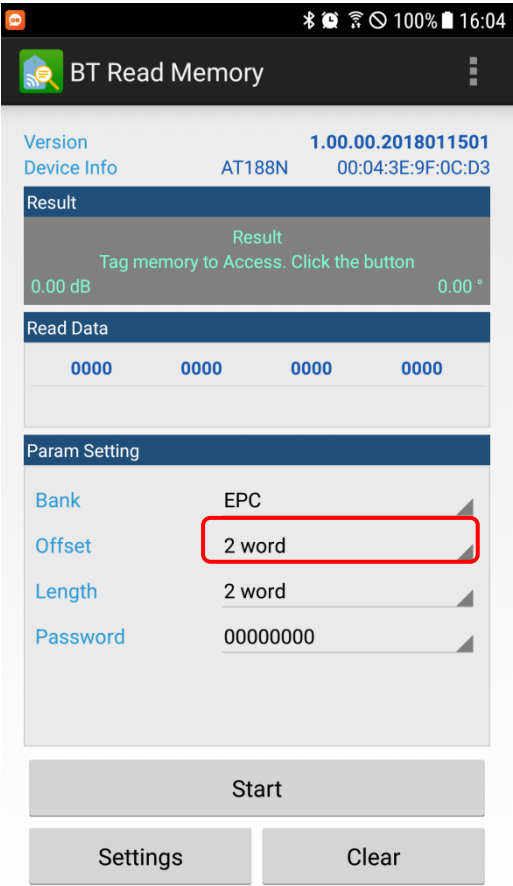 100% 16:04
BT Read Memory
Version 1.00.00.2018011501
Device Info AT188N 00:04:3E:9F:0C:D3
Result
Result
Tag memory to Access. Click the button
0.00 dB 0.00 °
Read Data
0000 0000 0000 0000
Param Setting
Bank EPC
Offset 2 word
Length 2 word
Password 00000000
Start
Settings Clear